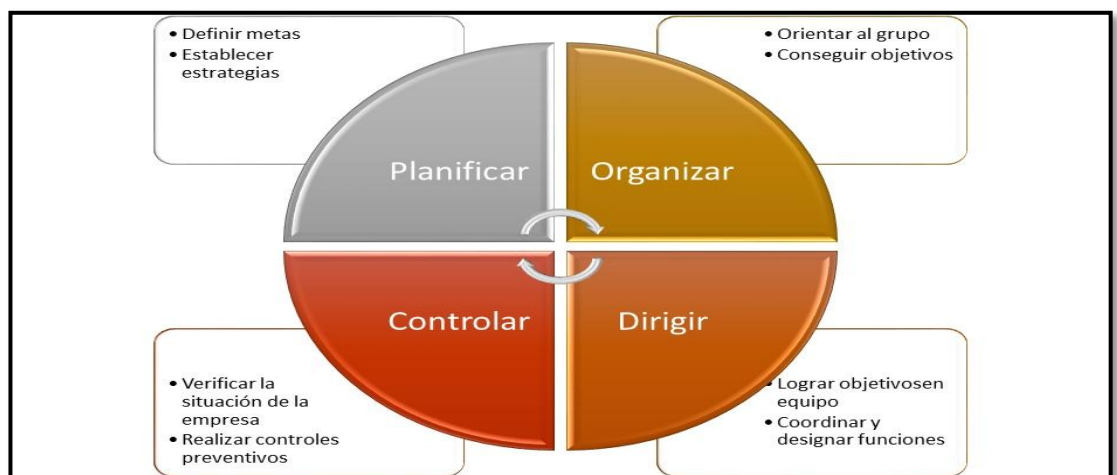 • Definir metas
• Establecer
estrategias
• Orientar al grupo
• Conseguir objetivos
Planificar
Organizar
Controlar
Dirigir
• Verificar la
situación de la
empresa
• Realizar controles
preventivos
• Lograr objetivosen
equipo
• Coordinar y
designar funciones